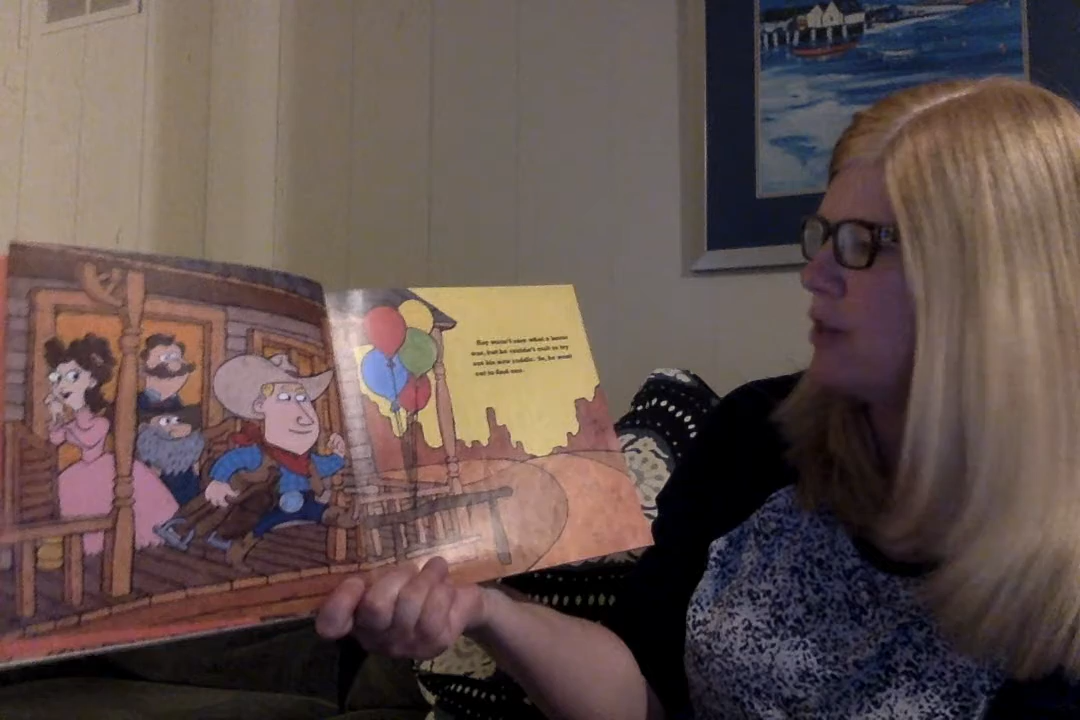 Roy wasn't sure what a horse
was, but he couldn't wait to try
out his new saddle. So, he went
out to find one.